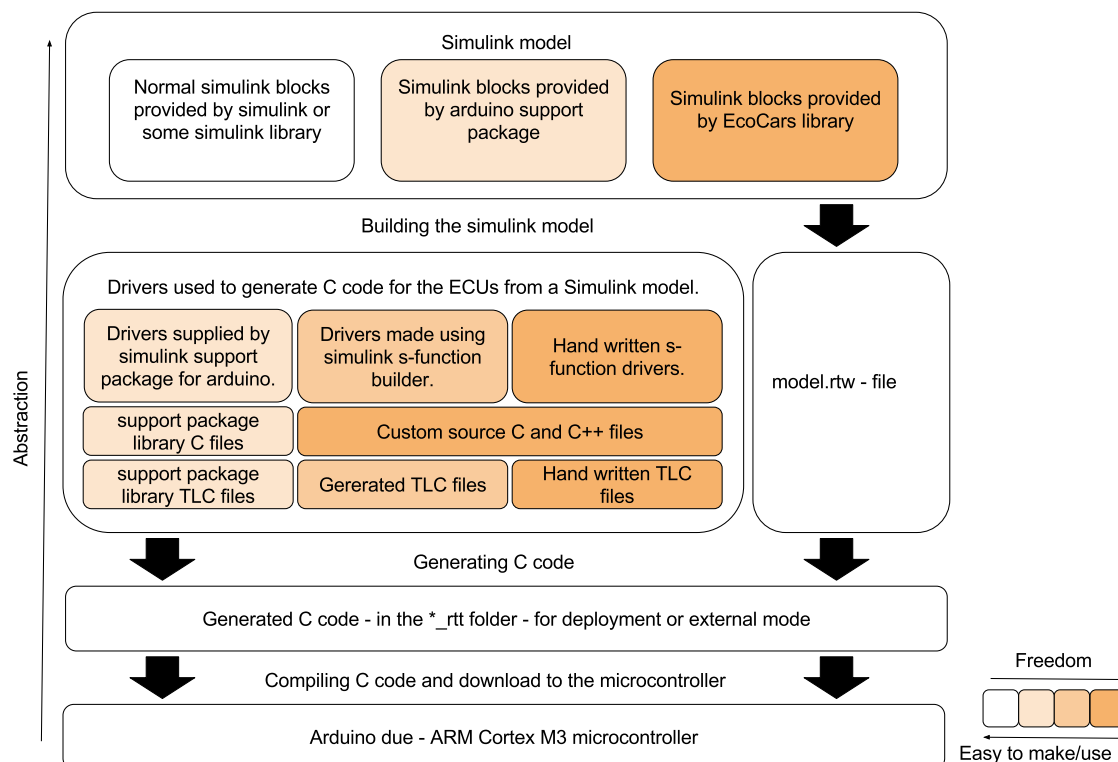 Simulink model
Normal simulink blocks
provided by simulink or
some simulink library
Simulink blocks provided
by arduino support
package
Simulink blocks provided
by EcoCars library
Building the simulink model
Drivers used to generate C code for the ECUs from a Simulink model.
Drivers supplied by
simulink support
package for arduino.
Drivers made using
simulink s-function
builder.
Hand written s-
function drivers.
support package
library C files
Custom source C and C++ files
support package
library TLC files
Gererated TLC files
Hand written TLC
files
model.rtw - file
Abstraction
Generating C code
Generated C code - in the *_rtt folder - for deployment or external mode
Compiling C code and download to the microcontroller
Arduino due - ARM Cortex M3 microcontroller
Freedom
Easy to make/use